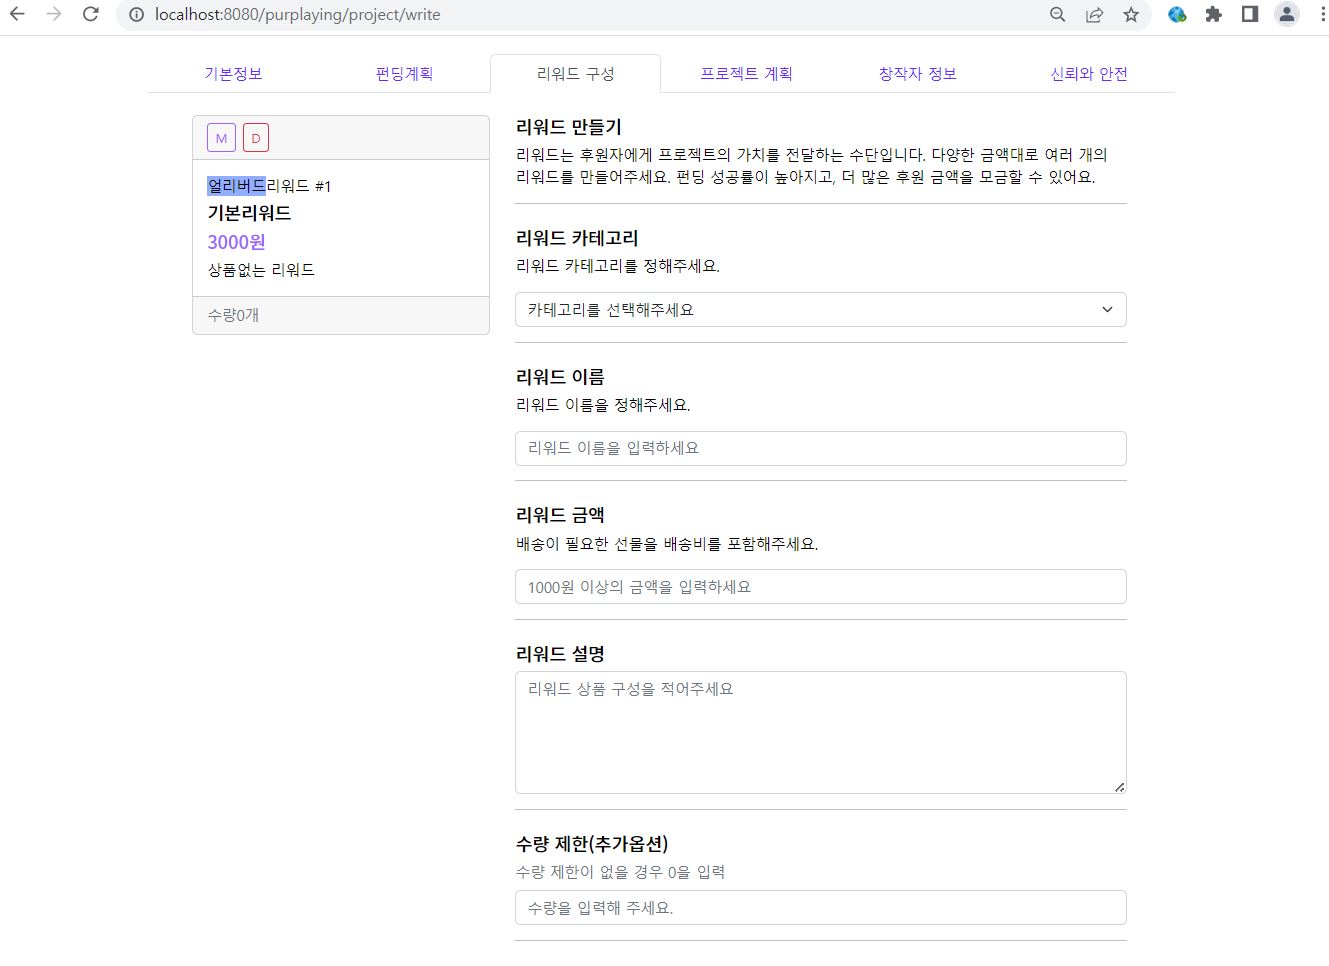 localhost:8080/purplaying/project/write
기본정보
펀딩계획
리워드 구성
프로젝트 계획
창작자 정보
신뢰와 안전
M D
얼리버드리워드 #1
기본리워드
3000원
상품없는 리워드
수량0개
리워드 만들기
리워드는 후원자에게 프로젝트의 가치를 전달하는 수단입니다. 다양한 금액대로 여러 개의
리워드를 만들어주세요. 펀딩 성공률이 높아지고, 더 많은 후원 금액을 모금할 수 있어요.
리워드 카테고리
리워드 카테고리를 정해주세요.
카테고리를 선택해주세요
리워드 이름
리워드 이름을 정해주세요.
리워드 이름을 입력하세요
리워드 금액
배송이 필요한 선물을 배송비를 포함해주세요.
1000원 이상의 금액을 입력하세요
리워드 설명
리워드 상품 구성을 적어주세요
수량 제한(추가옵션)
수량 제한이 없을 경우 0을 입력
수량을 입력해 주세요.